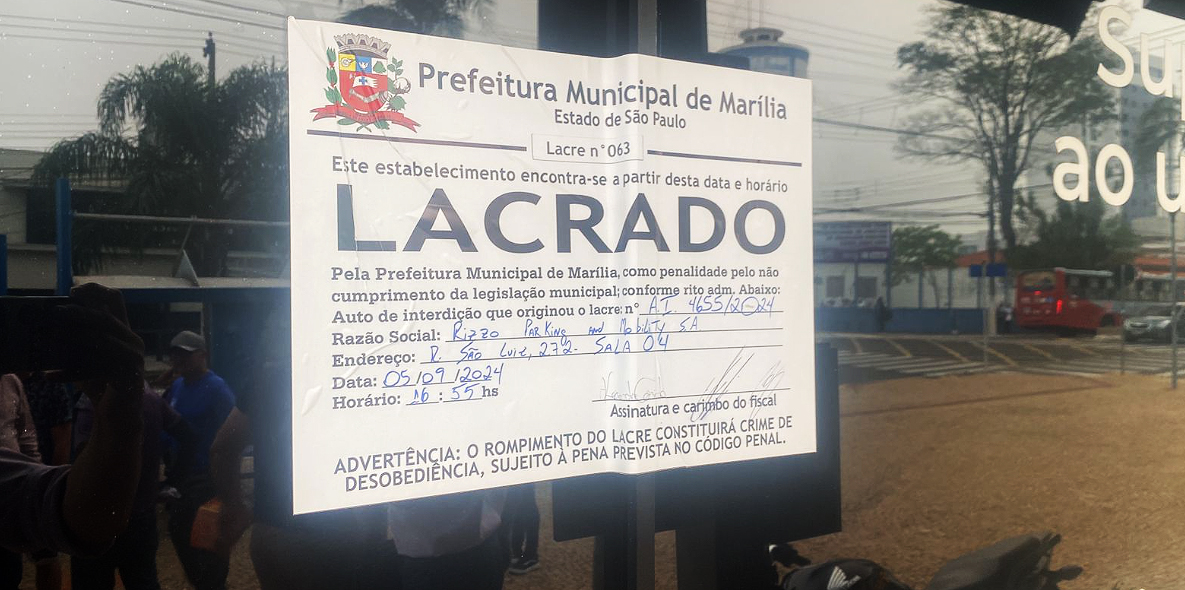 Prefeitura Municipal de Marília
Estado de São Paulo
Lacre n° 063
Este estabelecimento encontra-se a partir desta data e horário
LACRADO
Pela Prefeitura Municipal de Marília, como penalidade pelo não
cumprimento da legislação municipal; conforme rito adm. Abaixo:
Auto de interdição que originou o lacre: n° A.I. 4655/2024
Razão Social: Rizzo Parking and Mobility S.A
Endereço: R. São Luiz, 272 - SALA 04
Data: 05/09/2024
Horário: 16:55 hs
Assinatura e carimbo do fiscal
ADVERTÊNCIA: O ROMPIMENTO DO LACRE CONSTITUIRÁ CRIME DE
DESOBEDIÊNCIA, SUJEITO À PENA PREVISTA NO CÓDIGO PENAL.
ao